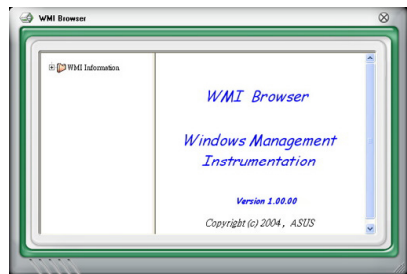 WMI Browser
WMI Information
WMI Browser
Windows Management
Instrumentation
Version 1.00.00
Copyright (c) 2004, ASUS